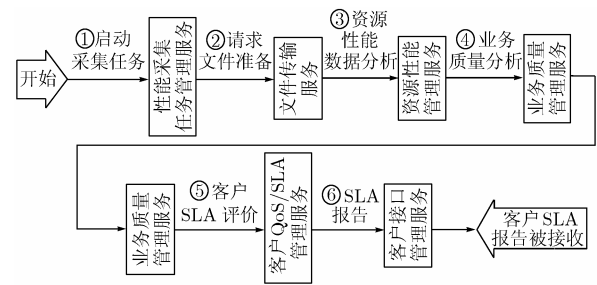 开始
①启动
采集任务
性能采集
任务管理服务
②请求
文件准备
文件传输
服务
③资源
性能
数据分析
资源性能
管理服务
④业务
质量分析
业务质量
管理服务
业务质量
管理服务
⑤客户
SLA 评价
客户QoS/SLA
管理服务
⑥SLA
报告
客户接口
管理服务
客户 SLA
报告被接收